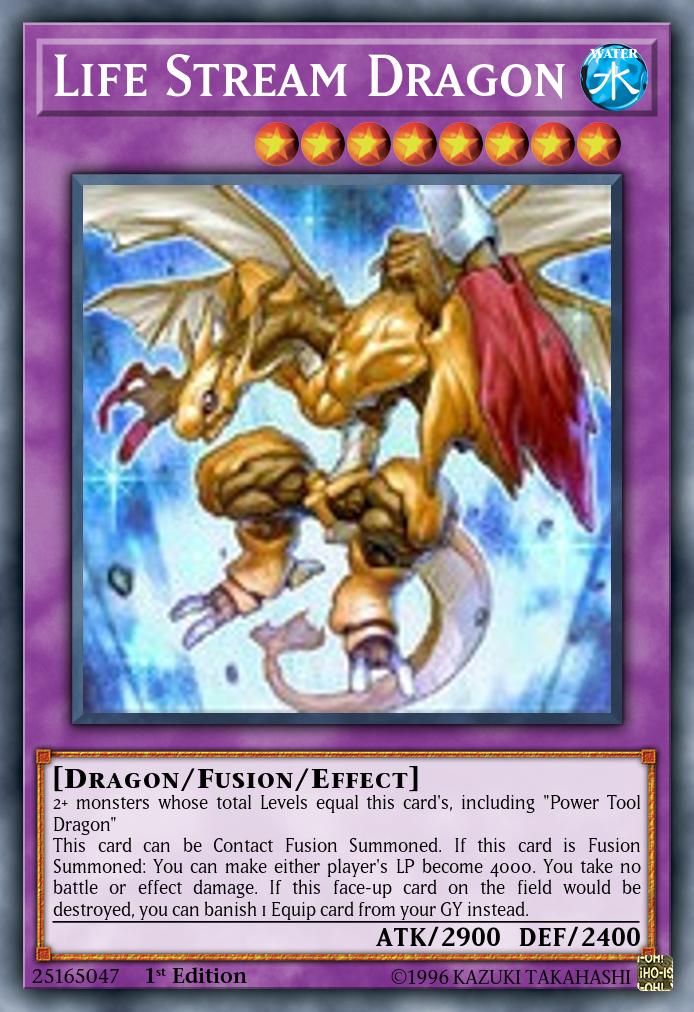 LIFE STREAM DRAGON
WATER
水
[DRAGON/FUSION/EFFECT]
2+ monsters whose total Levels equal this card's, including "Power Tool
Dragon"
This card can be Contact Fusion Summoned. If this card is Fusion
Summoned: You can make either player's LP become 4000. You take no
battle or effect damage. If this face-up card on the field would be
destroyed, you can banish 1 Equip card from your GY instead.
ATK/2900 DEF/2400
25165047 1st Edition ©1996 KAZUKI TAKAHASHI